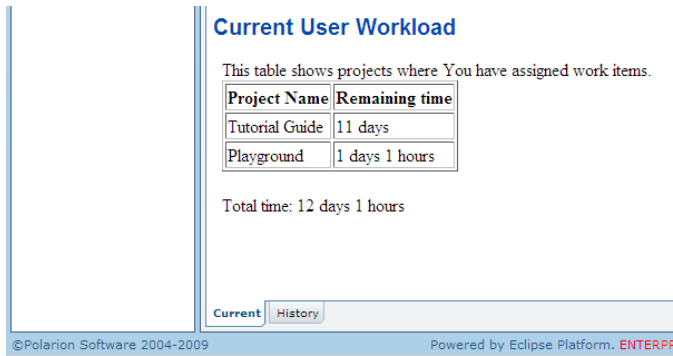 Current User Workload
This table shows projects where You have assigned work items.
Project Name Remaining time
Tutorial Guide 11 days
Playground 1 days 1 hours
Total time: 12 days 1 hours
Current History
©Polarion Software 2004-2009 Powered by Eclipse Platform.